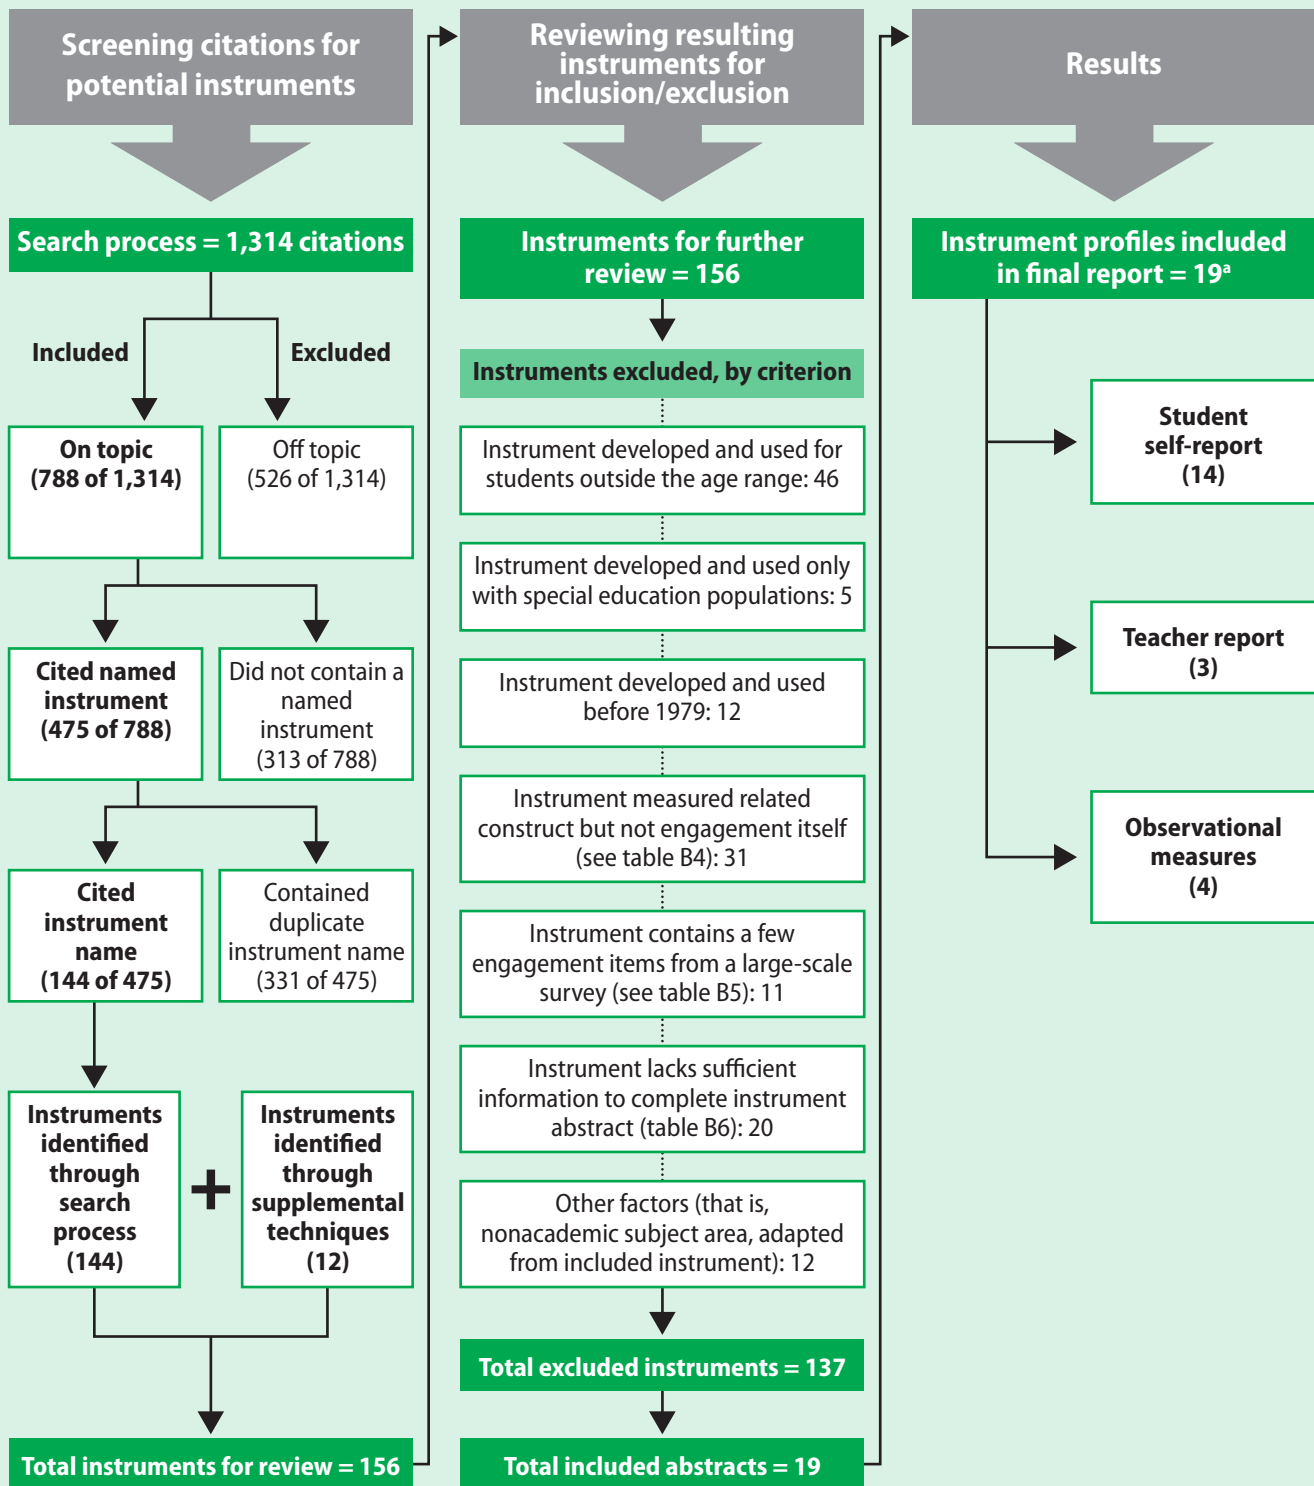 Screening citations for
potential instruments
Search process = 1,314 citations
Included
Excluded
On topic
(788 of 1,314)
Off topic
(526 of 1,314)
Cited named
instrument
(475 of 788)
Did not contain a
named
instrument
(313 of 788)
Cited
instrument
name
(144 of 475)
Contained
duplicate
instrument name
(331 of 475)
Instruments
identified
through
search
process
(144)
+
Instruments
identified
through
supplemental
techniques
(12)
Total instruments for review = 156
Reviewing resulting
instruments for
inclusion/exclusion
Instruments for further
review = 156
Instruments excluded, by criterion
Instrument developed and used for
students outside the age range: 46
Instrument developed and used only
with special education populations: 5
Instrument developed and used
before 1979: 12
Instrument measured related
construct but not engagement itself
(see table B4): 31
Instrument contains a few
engagement items from a large-scale
survey (see table B5): 11
Instrument lacks sufficient
information to complete instrument
abstract (table B6): 20
Other factors (that is,
nonacademic subject area, adapted
from included instrument): 12
Total excluded instruments = 137
Total included abstracts = 19
Results
Instrument profiles included
in final report = 19ᵃ
Student
self-report
(14)
Teacher report
(3)
Observational
measures
(4)